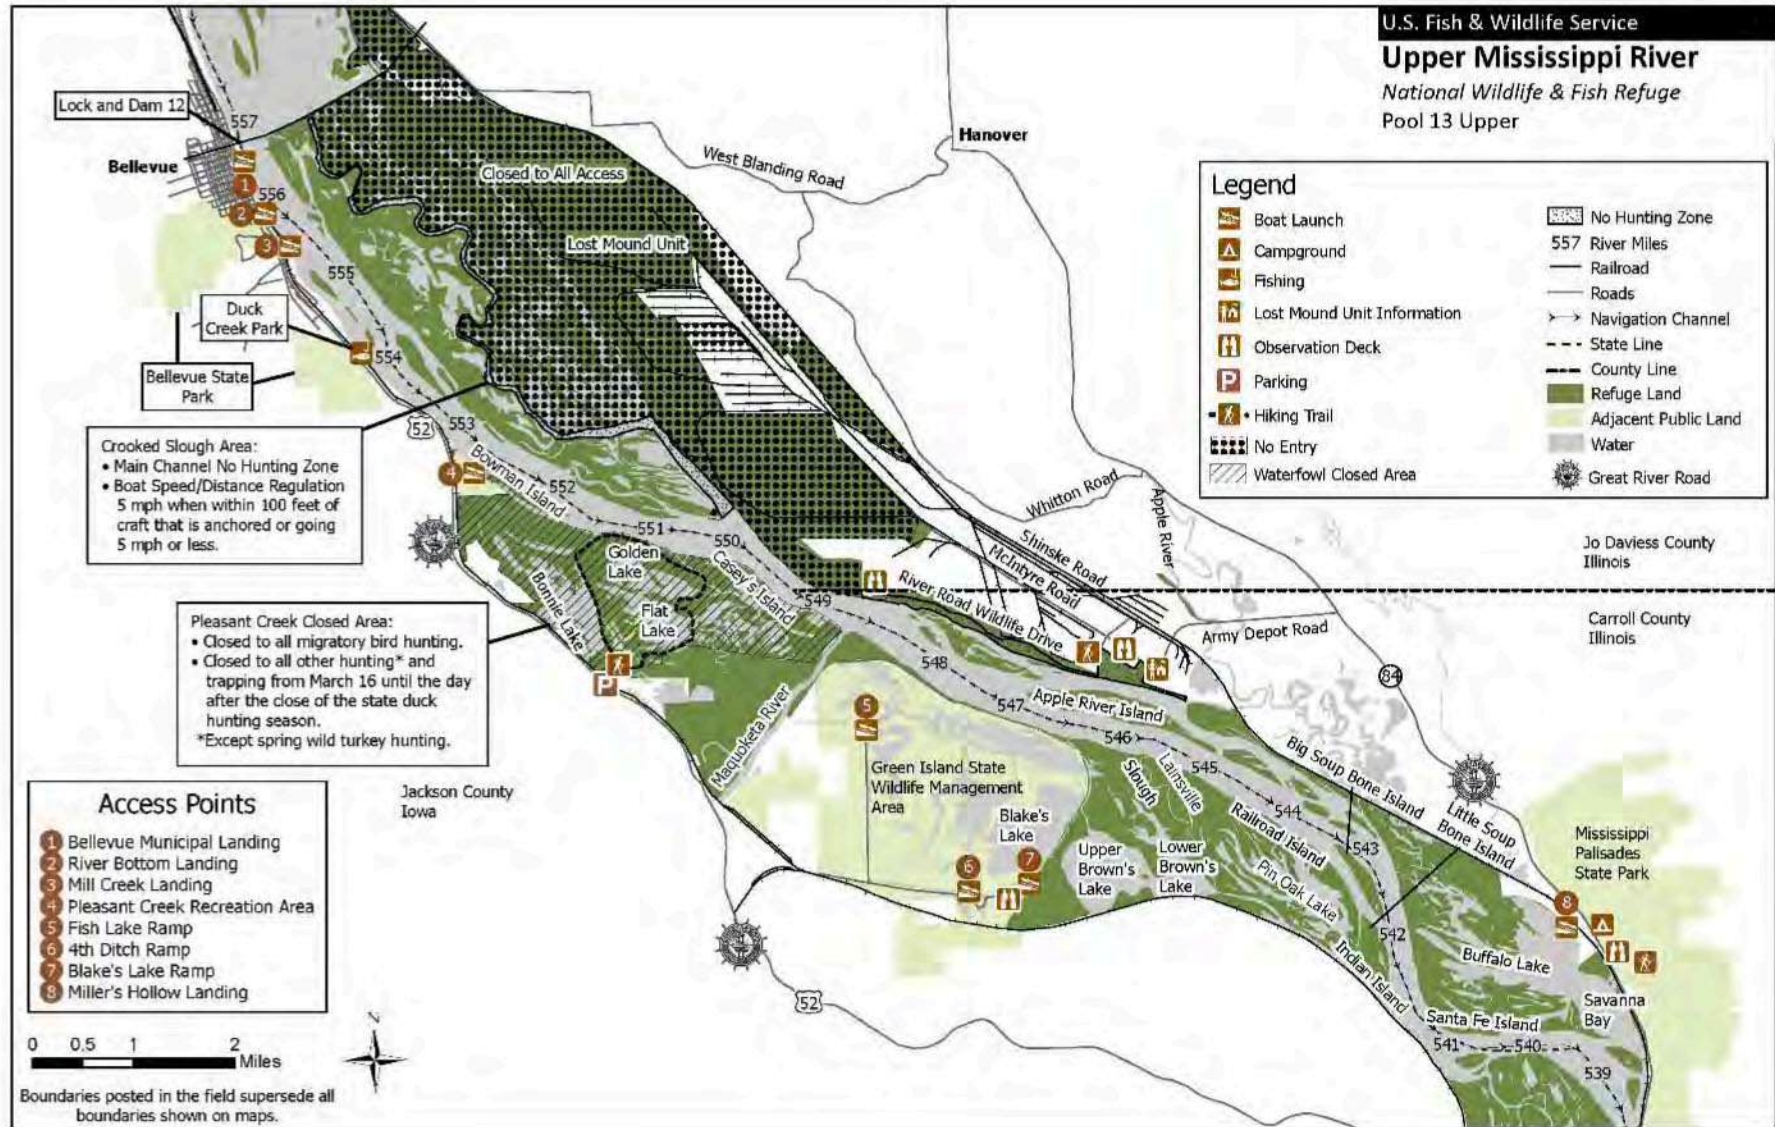 U.S. Fish & Wildlife Service
Upper Mississippi River
National Wildlife & Fish Refuge
Pool 13 Upper
Legend
Boat Launch
Campground
Fishing
Lost Mound Unit Information
Observation Deck
P Parking
Hiking Trail
No Entry
Waterfowl Closed Area
No Hunting Zone
557 River Miles
Railroad
Roads
Navigation Channel
State Line
County Line
Refuge Land
Adjacent Public Land
Water
Great River Road
Lock and Dam 12
557
Bellevue
1
556
2
3
555
Duck
Creek Park
554
Bellevue State
Park
Closed to All Access
Lost Mound Unit
West Blanding Road
Hanover
52
553
Crooked Slough Area:
• Main Channel No Hunting Zone
• Boat Speed/Distance Regulation
5 mph when within 100 feet of
craft that is anchored or going
5 mph or less.
4
Bowman Island
552
551
550
Golden
Lake
Casey's Island
Bonnie Lake
Flat
Lake
549
Whitton Road
Apple River
Shinske Road
McIntyre Road
River Road Wildlife Drive
Army Depot Road
Jo Daviess County
Illinois
Carroll County
Illinois
84
Pleasant Creek Closed Area:
• Closed to all migratory bird hunting.
• Closed to all other hunting* and
trapping from March 16 until the day
after the close of the state duck
hunting season.
*Except spring wild turkey hunting.
P
Maquoketa River
548
547
Apple River Island
546
545
544
543
542
541
540
539
5
Green Island State
Wildlife Management
Area
Blake's
Lake
6
7
Upper
Brown's
Lake
Lower
Brown's
Lake
Lainsville
Slough
Railroad Island
Pin Oak Lake
Indian Island
Big Soup Bone Island
Little Soup
Bone Island
Mississippi
Palisades
State Park
8
Buffalo Lake
Savanna
Bay
Santa Fe Island
Jackson County
Iowa
52
Access Points
1 Bellevue Municipal Landing
2 River Bottom Landing
3 Mill Creek Landing
4 Pleasant Creek Recreation Area
5 Fish Lake Ramp
6 4th Ditch Ramp
7 Blake's Lake Ramp
8 Miller's Hollow Landing
0 0.5 1 2
Miles
Z
Boundaries posted in the field supersede all
boundaries shown on maps.